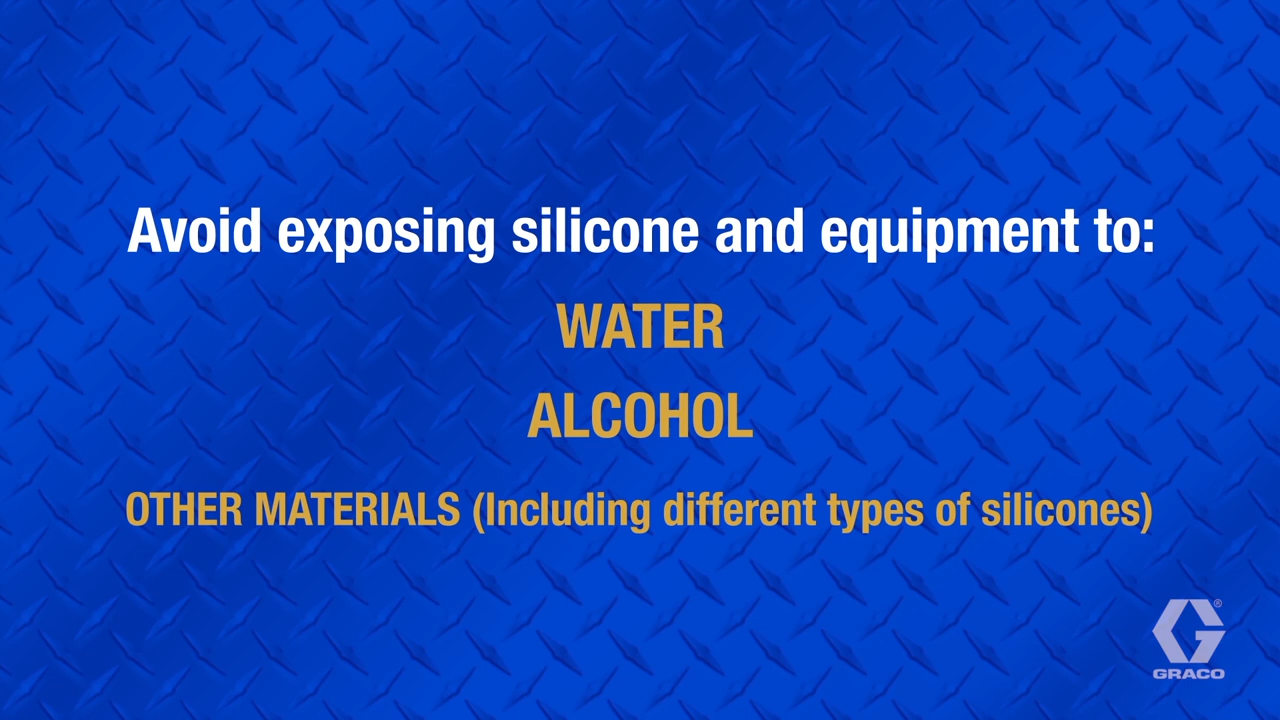 Avoid exposing silicone and equipment to:
WATER
ALCOHOL
OTHER MATERIALS (Including different types of silicones)
®
GRACO